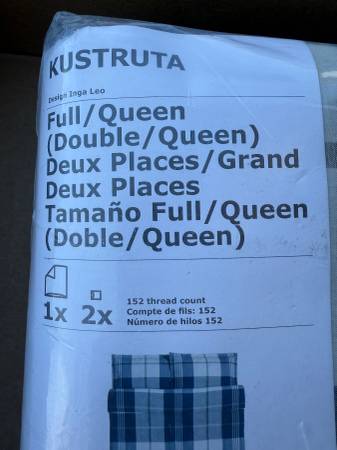 KUSTRUTA
Design Inga Leo
Full/Queen
(Double/Queen)
Deux Places/Grand
Deux Places
Tamaño Full/Queen
(Doble/Queen)
1x 2x
152 thread count
Compte de fils: 152
Número de hilos 152